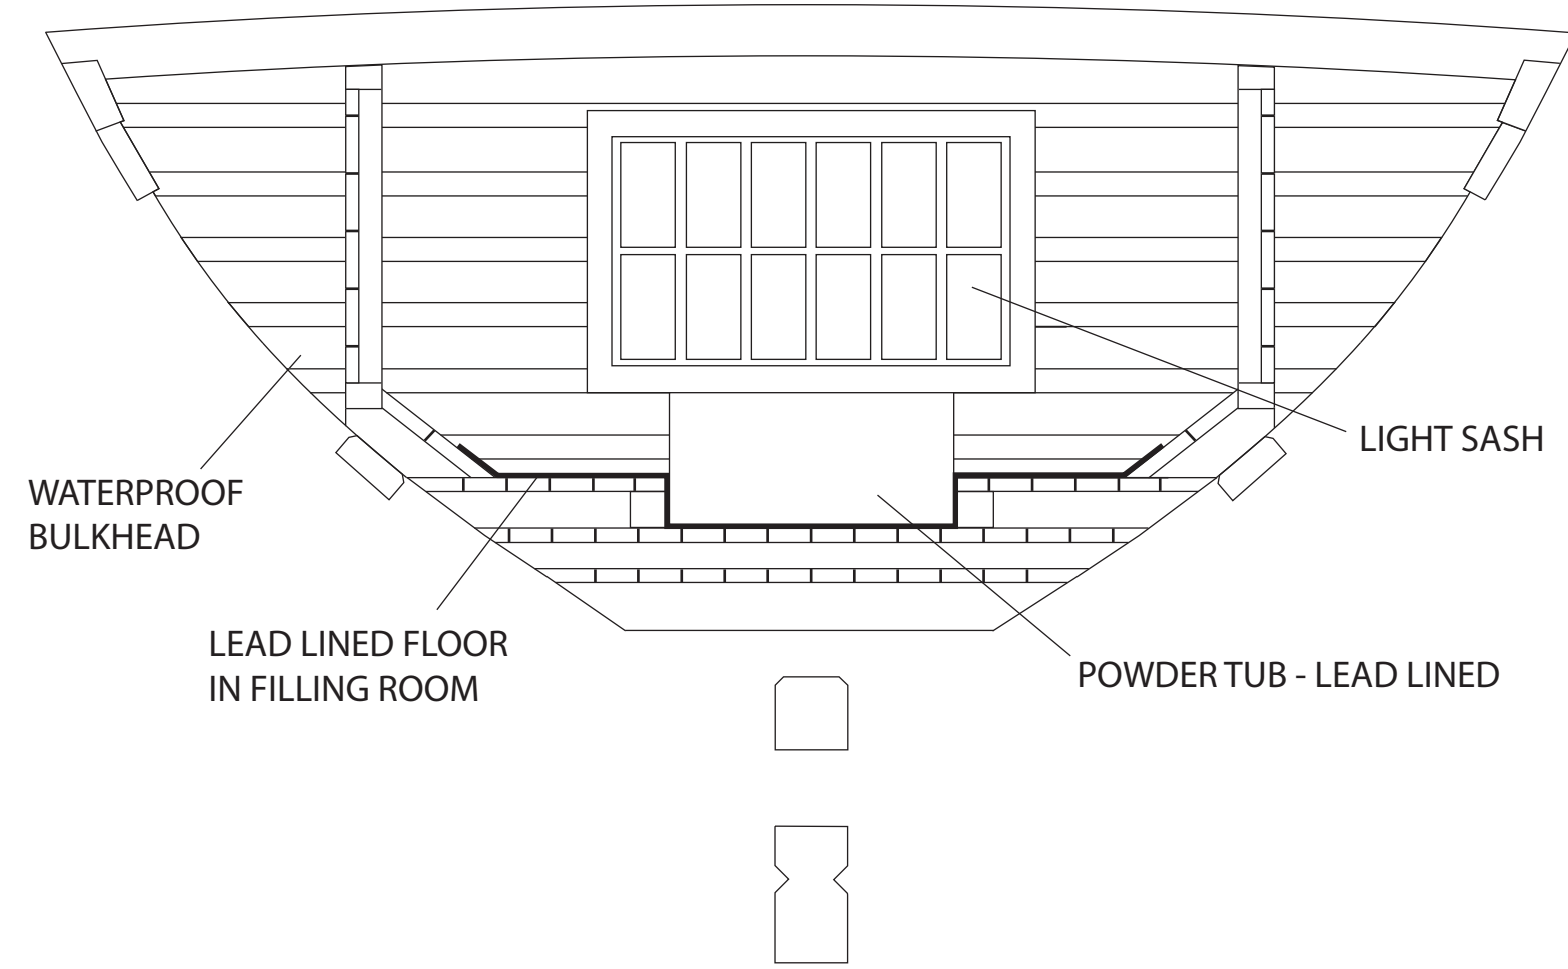 LIGHT SASH
WATERPROOF
BULKHEAD
LEAD LINED FLOOR
IN FILLING ROOM
POWDER TUB - LEAD LINED